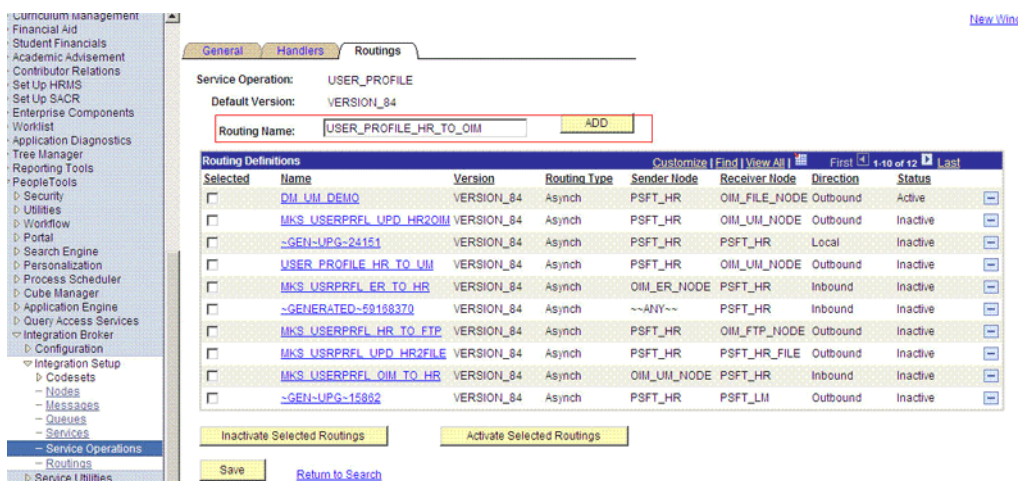 Curriculum Management
Financial Aid
Student Financials
Academic Advisement
Contributor Relations
Set Up HRMS
Set Up SACR
Enterprise Components
Worklist
Application Diagnostics
Tree Manager
Reporting Tools
PeopleTools
Security
Utilities
Workflow
Portal
Search Engine
Personalization
Process Scheduler
Cube Manager
Application Engine
Query Access Services
Integration Broker
Configuration
Integration Setup
Codesets
– Nodes
– Messages
– Queues
– Services
– Service Operations
– Routings
Service Utilities
New Wind
General Handlers Routings
Service Operation: USER_PROFILE
Default Version: VERSION_84
Routing Name: USER_PROFILE_HR_TO_OIM ADD
Routing Definitions Customize | Find | View All | First 1-10 of 12 Last
Selected Name Version Routing Type Sender Node Receiver Node Direction Status
DM_UM_DEMO VERSION_84 Asynch PSFT_HR OIM_FILE_NODE Outbound Active
MKS_USERPRFL_UPD_HR2OIM VERSION_84 Asynch PSFT_HR OIM_UM_NODE Outbound Inactive
~GEN~UPG~24151 VERSION_84 Asynch PSFT_HR PSFT_HR Local Inactive
USER_PROFILE_HR_TO_UM VERSION_84 Asynch PSFT_HR OIM_UM_NODE Outbound Inactive
MKS_USRPRFL_ER_TO_HR VERSION_84 Asynch OIM_ER_NODE PSFT_HR Inbound Inactive
~GENERATED~59168370 VERSION_84 Asynch ~~ANY~~ PSFT_HR Inbound Inactive
MKS_USERPRFL_HR_TO_FTP VERSION_84 Asynch PSFT_HR OIM_FTP_NODE Outbound Inactive
MKS_USRPRFL_UPD_HR2FILE VERSION_84 Asynch PSFT_HR PSFT_HR_FILE Outbound Inactive
MKS_USERPRFL_OIM_TO_HR VERSION_84 Asynch OIM_UM_NODE PSFT_HR Inbound Inactive
~GEN~UPG~15862 VERSION_84 Asynch PSFT_HR PSFT_LM Outbound Inactive
Inactivate Selected Routings Activate Selected Routings
Save Return to Search